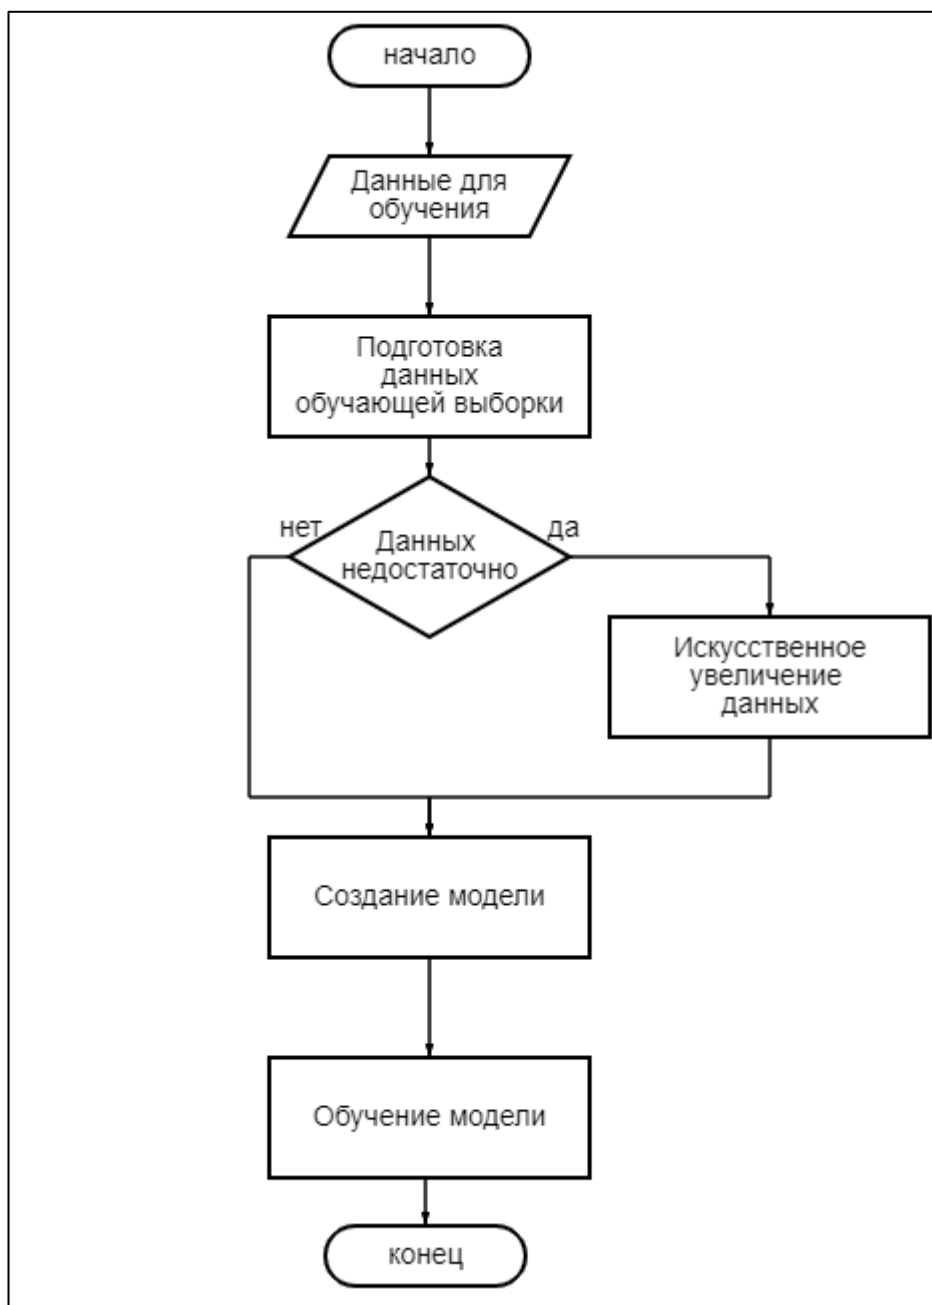 начало
Данные для
обучения
Подготовка
данных
обучающей выборки
нет
да
Данных
недостаточно
Искусственное
увеличение
данных
Создание модели
Обучение модели
конец